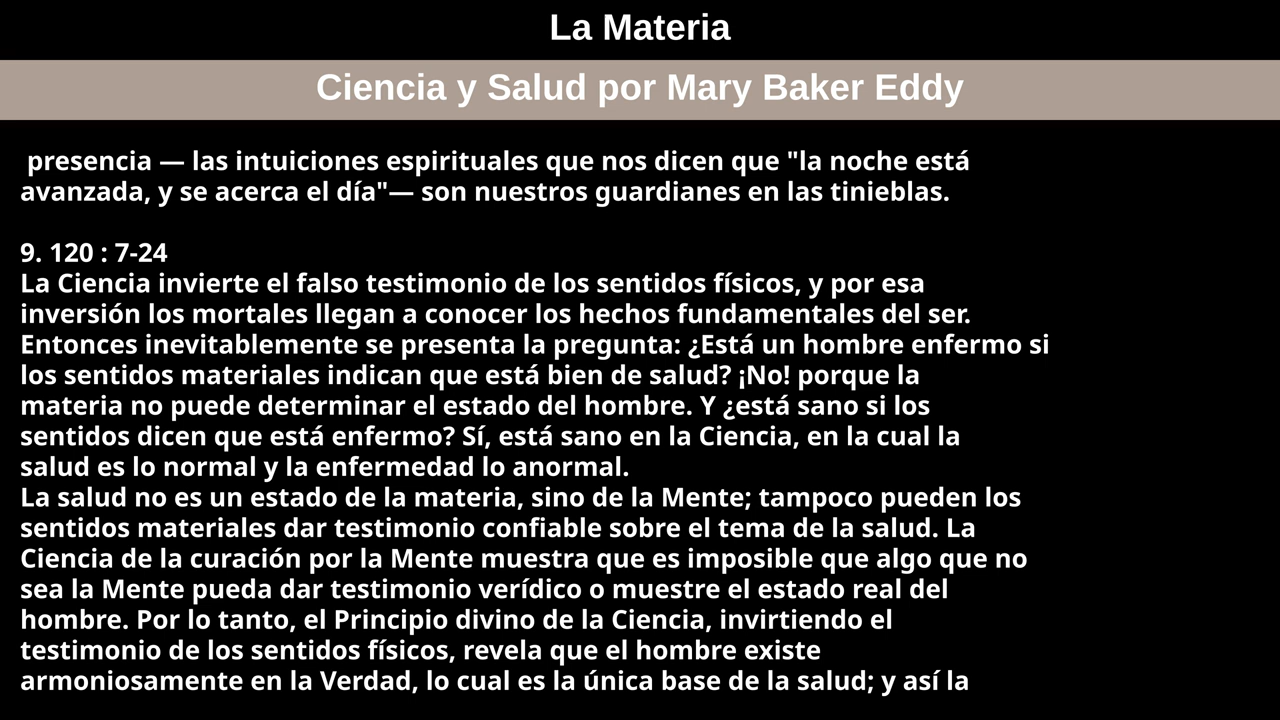 La Materia
Ciencia y Salud por Mary Baker Eddy
presencia — las intuiciones espirituales que nos dicen que "la noche está
avanzada, y se acerca el día"— son nuestros guardianes en las tinieblas.
9. 120 : 7-24
La Ciencia invierte el falso testimonio de los sentidos físicos, y por esa
inversión los mortales llegan a conocer los hechos fundamentales del ser.
Entonces inevitablemente se presenta la pregunta: ¿Está un hombre enfermo si
los sentidos materiales indican que está bien de salud? ¡No! porque la
materia no puede determinar el estado del hombre. Y ¿está sano si los
sentidos dicen que está enfermo? Sí, está sano en la Ciencia, en la cual la
salud es lo normal y la enfermedad lo anormal.
La salud no es un estado de la materia, sino de la Mente; tampoco pueden los
sentidos materiales dar testimonio confiable sobre el tema de la salud. La
Ciencia de la curación por la Mente muestra que es imposible que algo que no
sea la Mente pueda dar testimonio verídico o muestre el estado real del
hombre. Por lo tanto, el Principio divino de la Ciencia, invirtiendo el
testimonio de los sentidos físicos, revela que el hombre existe
armoniosamente en la Verdad, lo cual es la única base de la salud; y así la